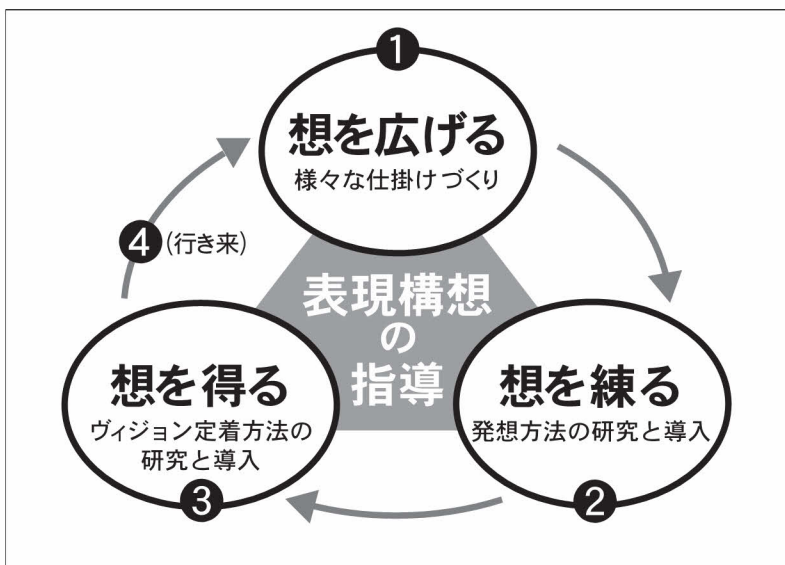 1
想を広げる
様々な仕掛けづくり
4 (行き来)
表現構想
の
指導
想を得る
ヴィジョン定着方法の
研究と導入
3
想を練る
発想方法の研究と導入
2